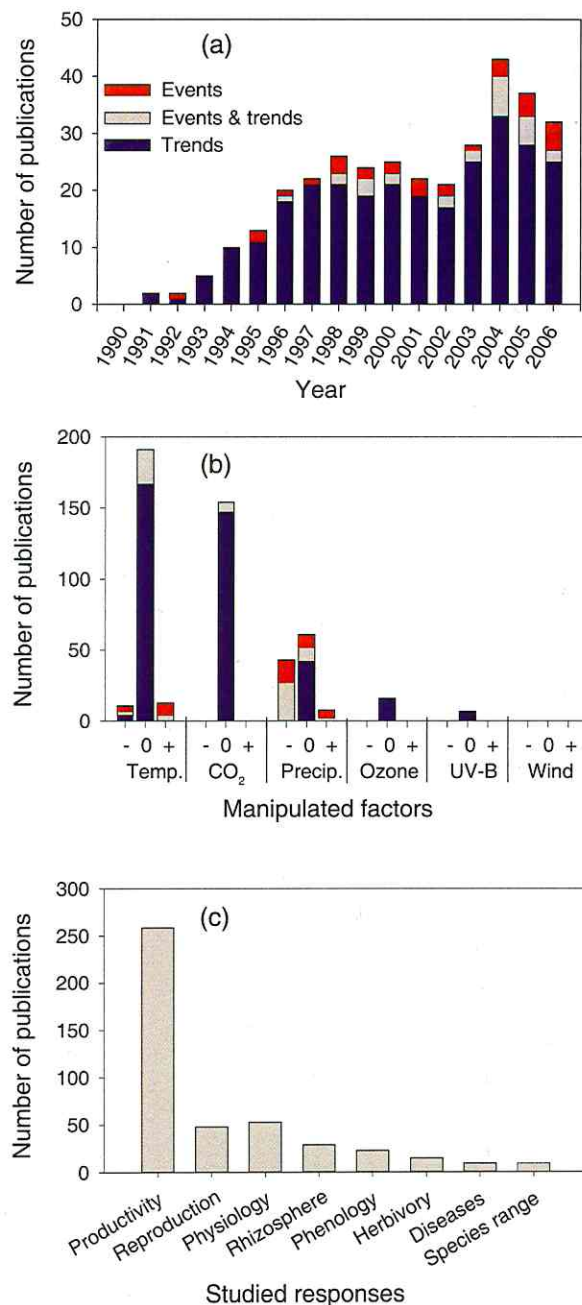 (a)
Number of publications
50
40
30
20
10
0
Events
Events & trends
Trends
1990
1991
1992
1993
1994
1995
1996
1997
1998
1999
2000
2001
2002
2003
2004
2005
2006
Year
(b)
Number of publications
200
150
100
50
0
- 0 + - 0 + - 0 + - 0 + - 0 + - 0 +
Temp. CO2 Precip. Ozone UV-B Wind
Manipulated factors
(c)
Number of publications
300
250
200
150
100
50
0
Productivity
Reproduction
Physiology
Rhizosphere
Phenology
Herbivory
Diseases
Species range
Studied responses